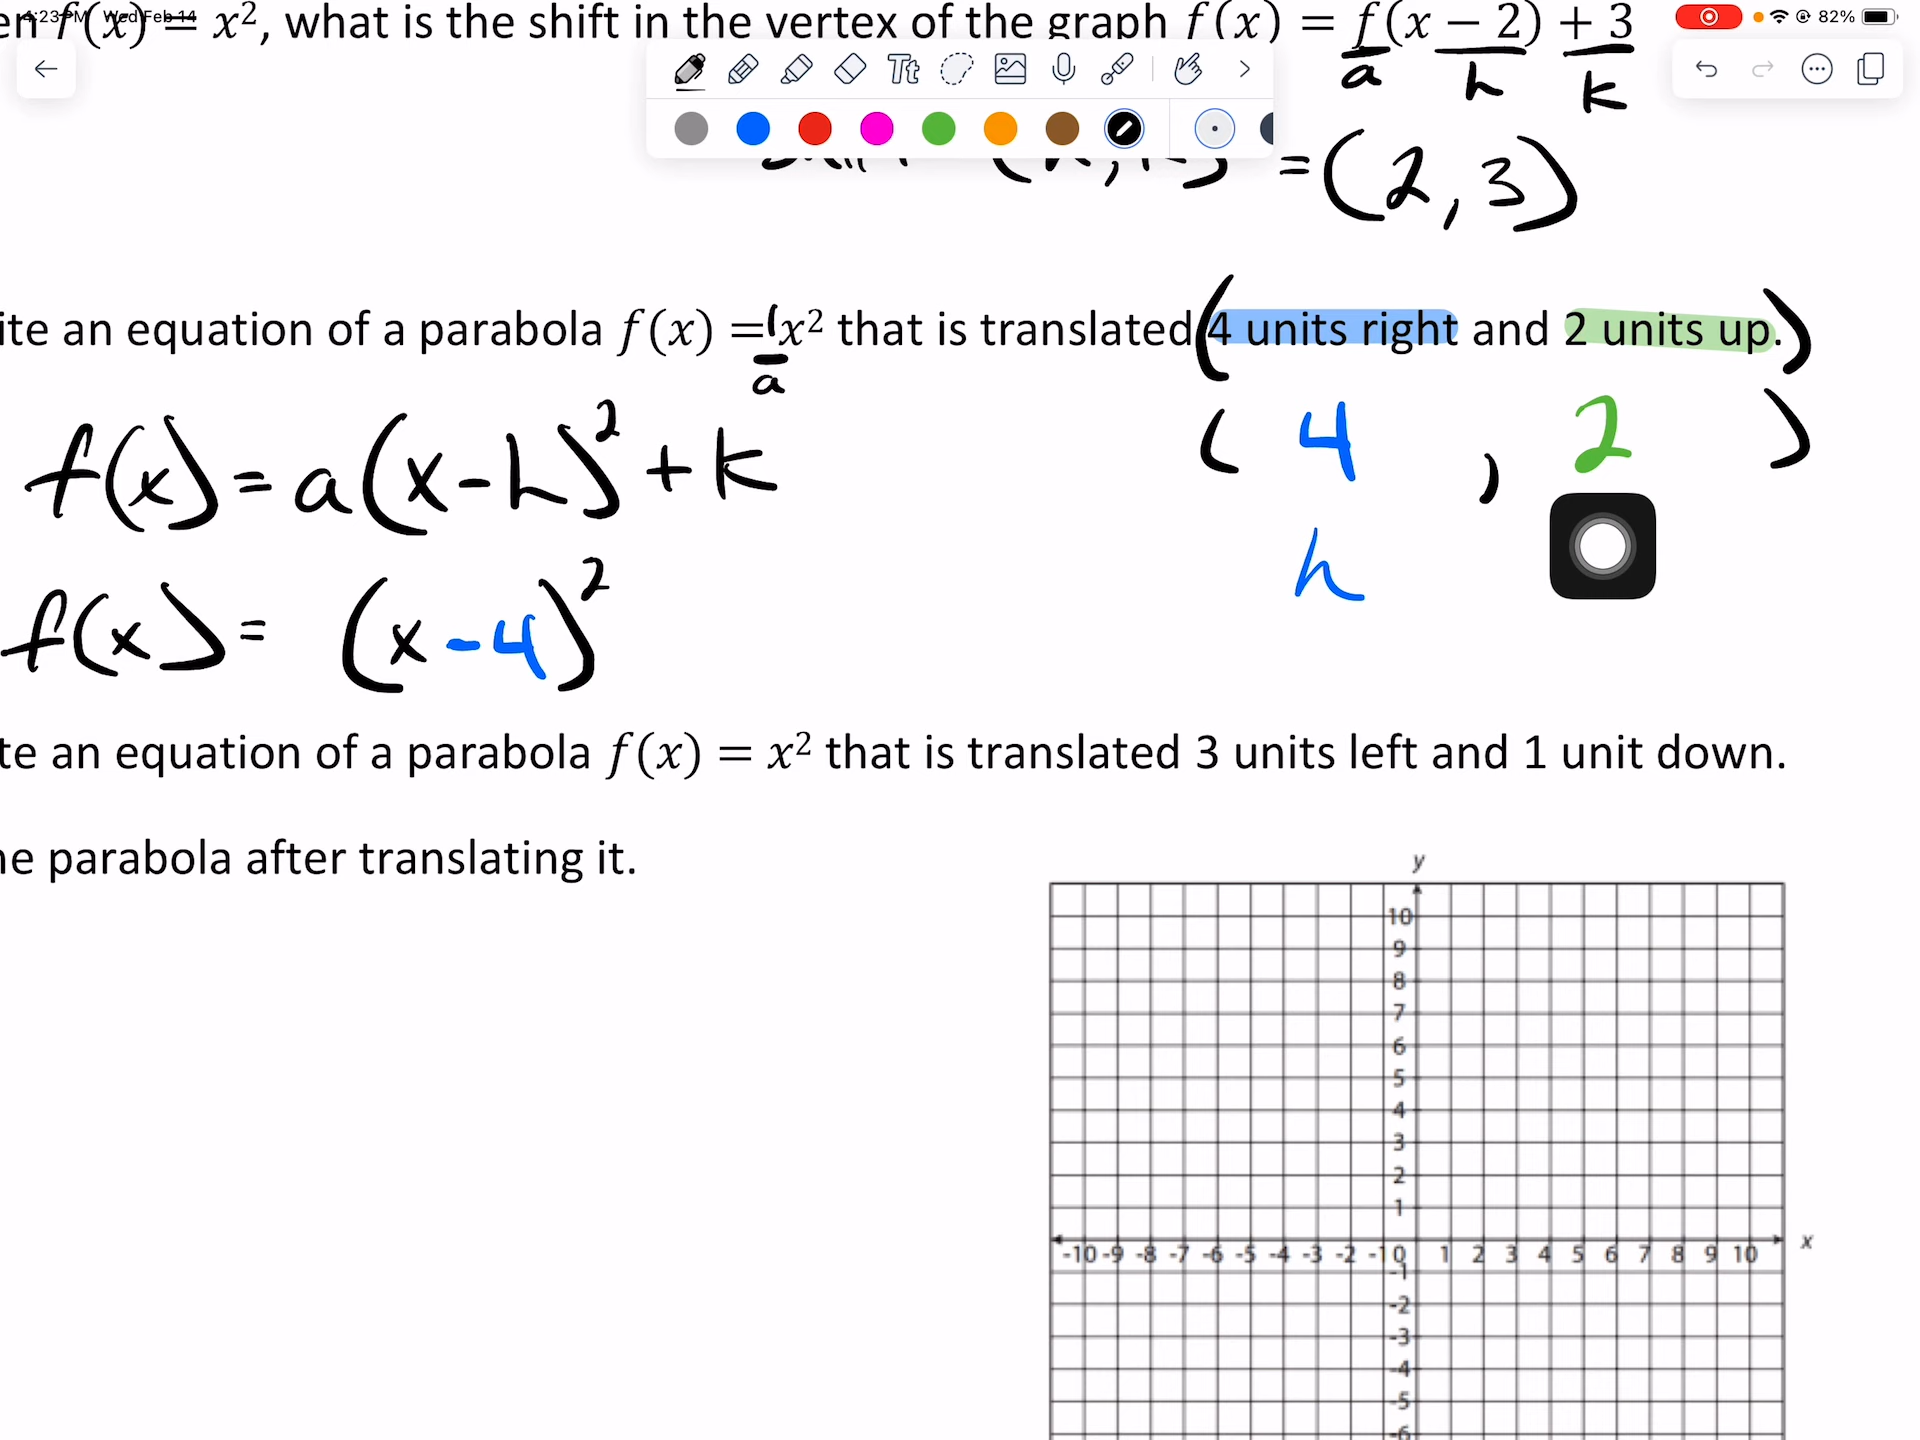 4:23 PM Wed Feb 14
82%
f(x) = x², what is the shift in the vertex of the graph f(x) = f(x − 2) + 3
a h k
Tt
= (2, 3)
ite an equation of a parabola f(x) = 1x² that is translated (4 units right and 2 units up.)
a
f(x) = a(x-h)² + k
( 4 , 2 )
h
f(x) = (x-4)²
te an equation of a parabola f(x) = x² that is translated 3 units left and 1 unit down.
he parabola after translating it.
y
10
9
8
7
6
5
4
3
2
1
-10 -9 -8 -7 -6 -5 -4 -3 -2 -1 0 1 2 3 4 5 6 7 8 9 10 x
-1
-2
-3
-4
-5
-6